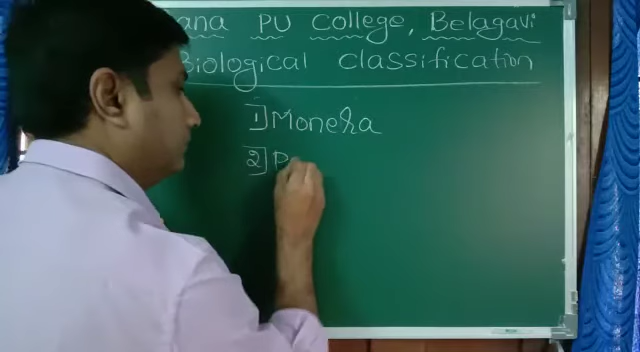 ana PU College, Belagavi
Biological classification
1] Monera
2] P